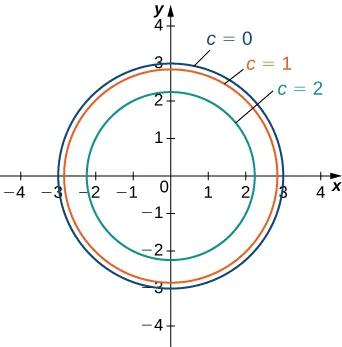 y
4
c = 0
3
c = 1
2
c = 2
1
−4 −3 −2 −1 0 1 2 3 4 x
−1
−2
−3
−4